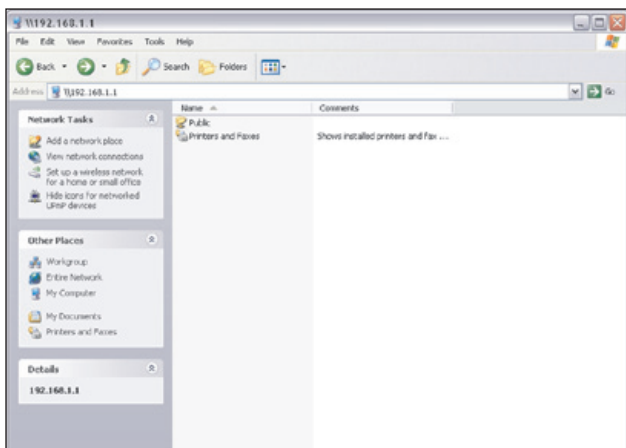 \\192.168.1.1
File Edit View Favorites Tools Help
Back Search Folders
Address \\192.168.1.1 Go
Name Comments
Public
Printers and Faxes Shows installed printers and fax ....
Network Tasks
Add a network place
View network connections
Set up a wireless network
for a home or small office
Hide icons for networked
UPnP devices
Other Places
Workgroup
Entire Network
My Computer
My Documents
Printers and Faxes
Details
192.168.1.1